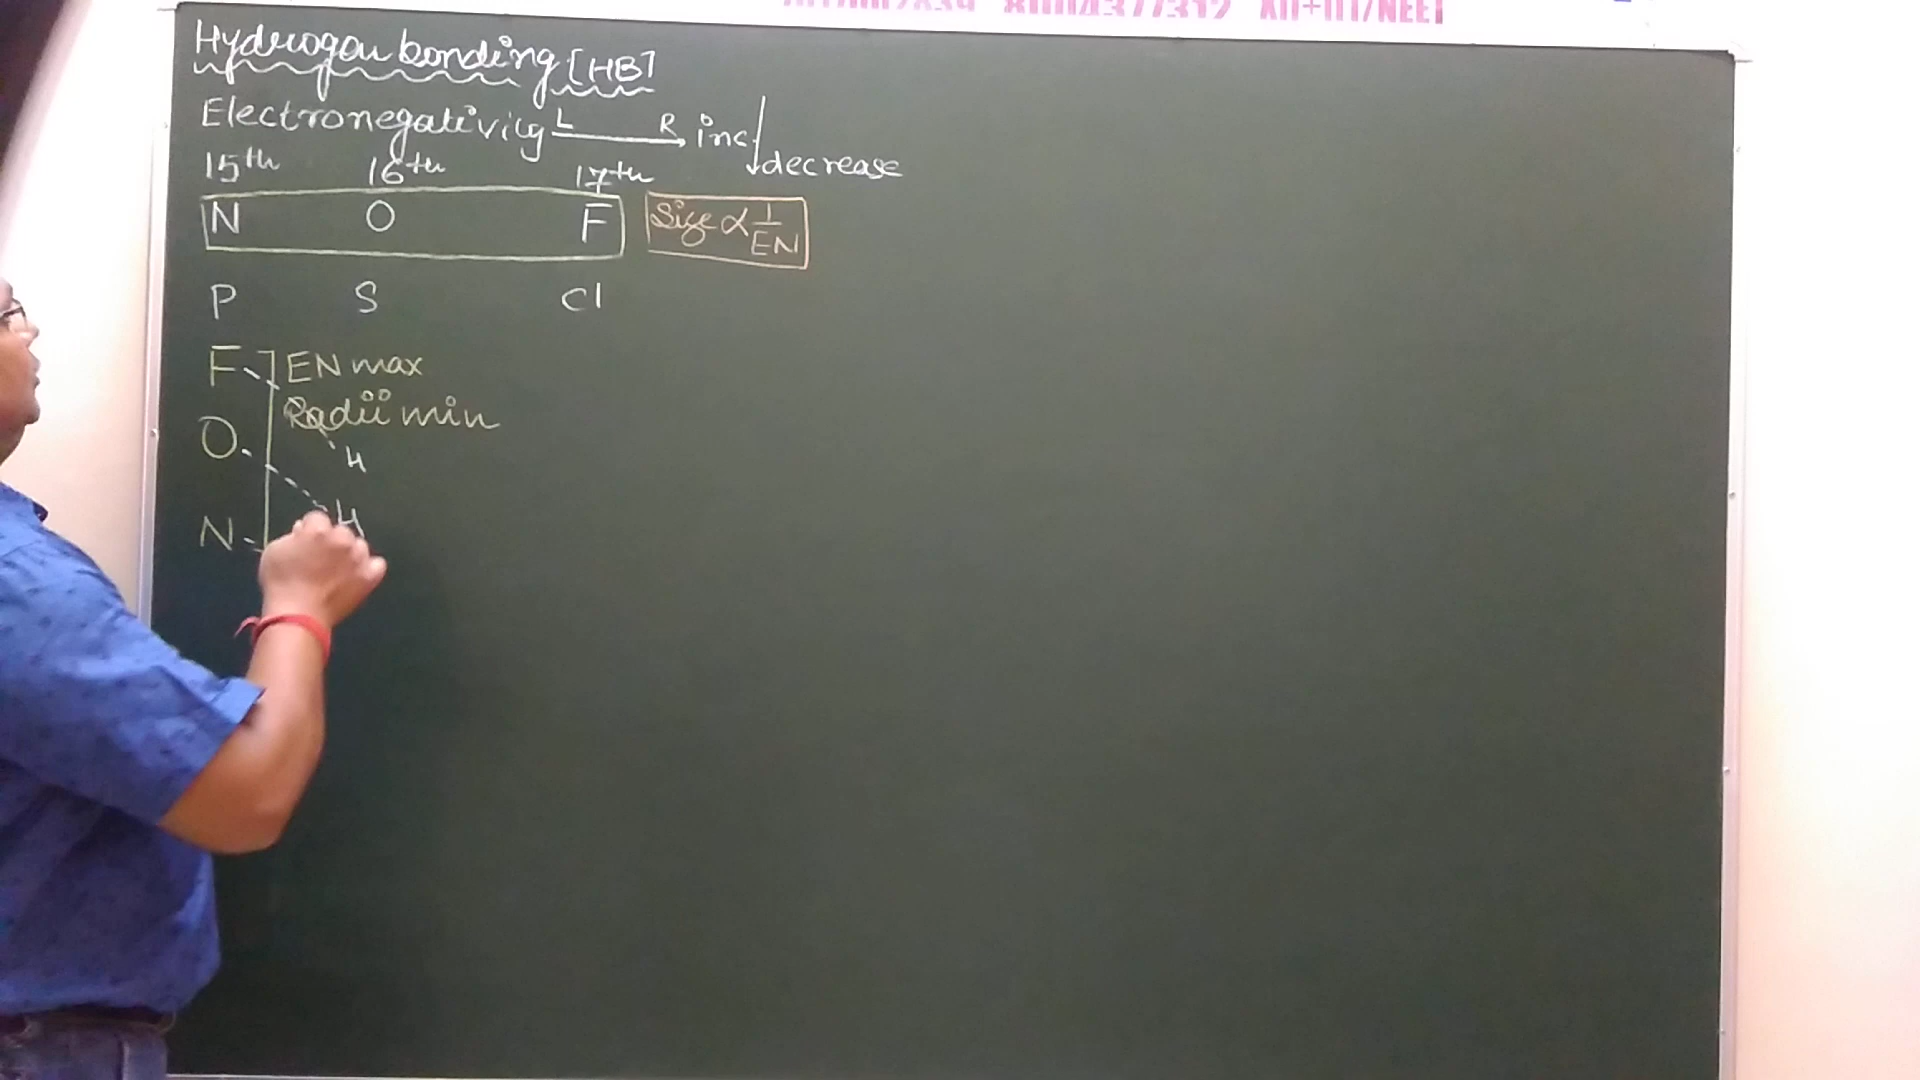 Hydrogen bonding [HB]
Electronegativity L R inc decrease
15th 16th 17th
N O F Size ∝ 1/EN
P S Cl
F EN max
Radii min
O H
H
N